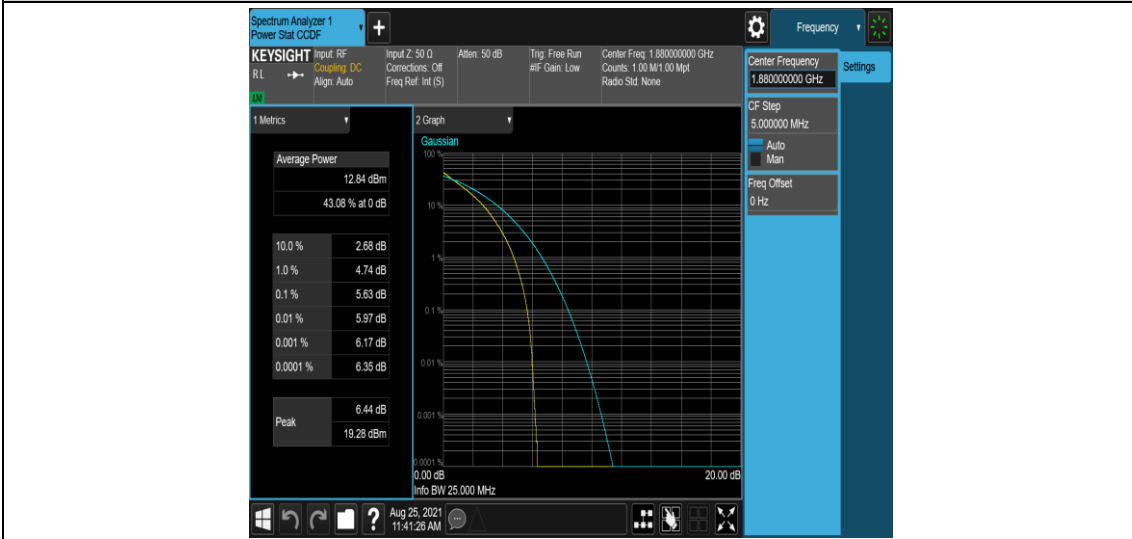 Spectrum Analyzer 1
Power Stat CCDF
+
Frequency
KEYSIGHT
RL
LM
Input: RF
Coupling: DC
Align: Auto
Input Z: 50 Ω
Corrections: Off
Freq Ref: Int (S)
Atten: 50 dB
Trig: Free Run
#IF Gain: Low
Center Freq: 1.880000000 GHz
Counts: 1.00 M/1.00 Mpt
Radio Std: None
Center Frequency
1.880000000 GHz
Settings
CF Step
5.000000 MHz
Auto
Man
Freq Offset
0 Hz
1 Metrics
Average Power
12.84 dBm
43.08 % at 0 dB
10.0 % 2.68 dB
1.0 % 4.74 dB
0.1 % 5.63 dB
0.01 % 5.97 dB
0.001 % 6.17 dB
0.0001 % 6.35 dB
Peak
6.44 dB
19.28 dBm
2 Graph
Gaussian
100 %
10 %
1 %
0.1 %
0.01 %
0.001 %
0.0001 %
0.00 dB 20.00 dB
Info BW 25.000 MHz
?
Aug 25, 2021
11:41:26 AM